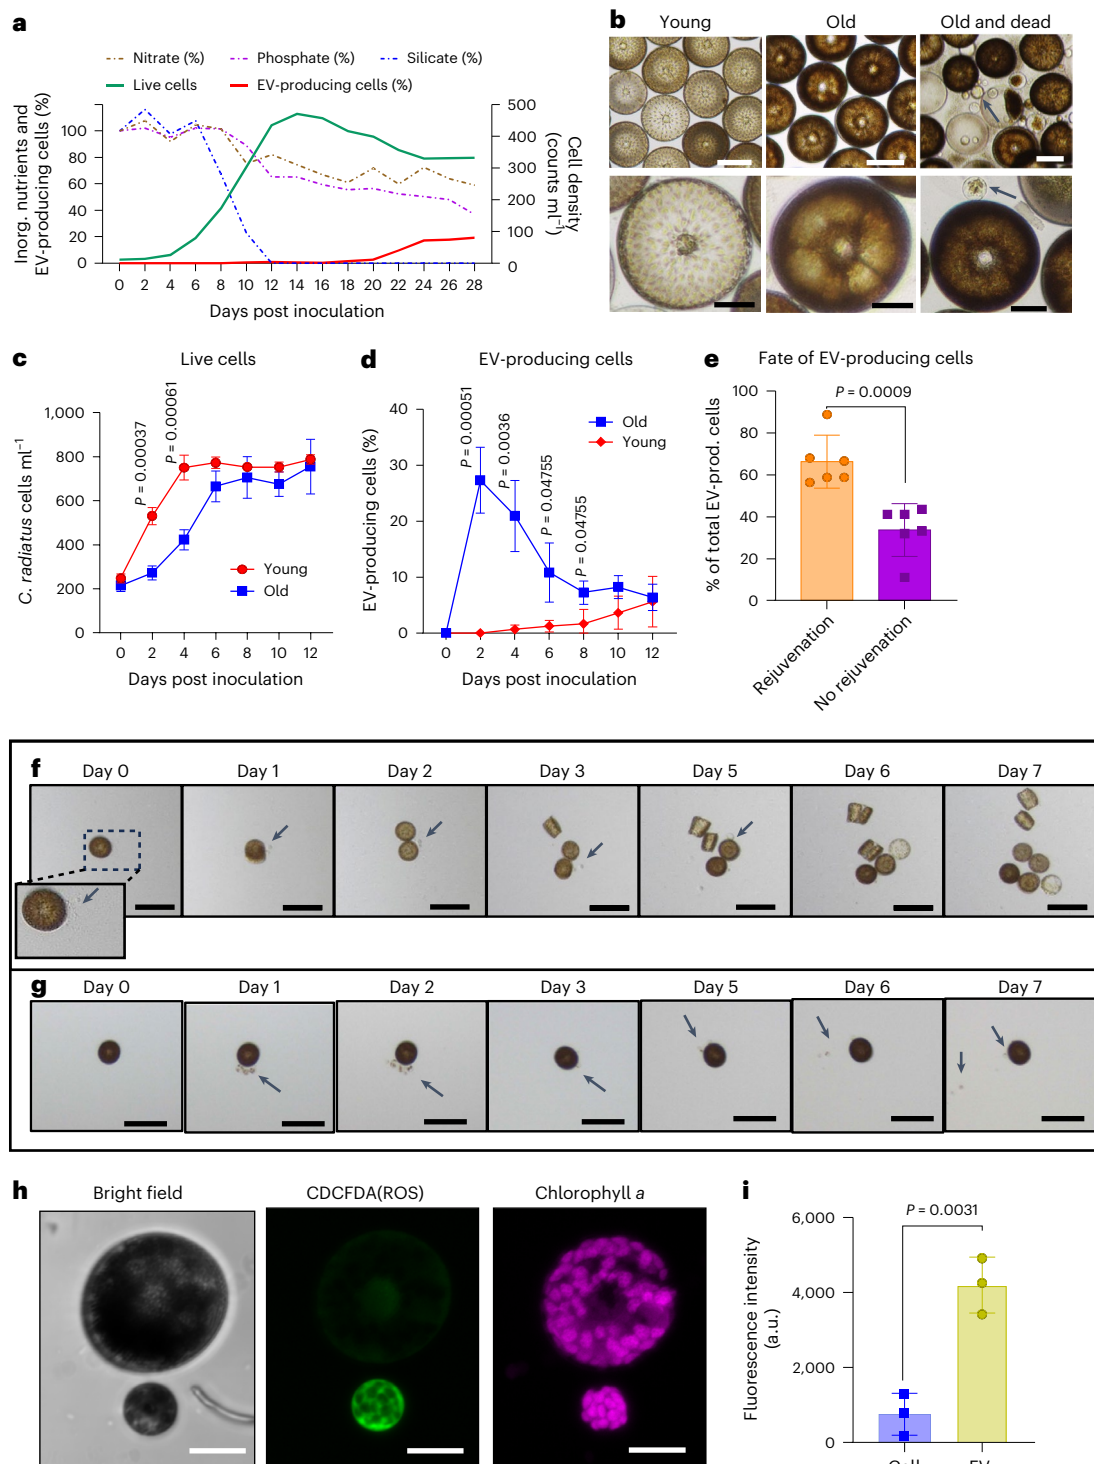 a
Nitrate (%) Phosphate (%) Silicate (%)
Live cells EV-producing cells (%)
Inorg. nutrients and
EV-producing cells (%)
100
80
60
40
20
0
500
400
300
200
100
0
Cell density
(counts ml⁻¹)
0 2 4 6 8 10 12 14 16 18 20 22 24 26 28
Days post inoculation
b
Young Old Old and dead
c
Live cells
C. radiatus cells ml⁻¹
1,000
800
600
400
200
0
P = 0.00037
P = 0.00061
Young
Old
0 2 4 6 8 10 12
Days post inoculation
d
EV-producing cells
EV-producing cells (%)
40
30
20
10
0
P = 0.00051
P = 0.0036
P = 0.04755
P = 0.04755
Old
Young
0 2 4 6 8 10 12
Days post inoculation
e
Fate of EV-producing cells
% of total EV-prod. cells
100
80
60
40
20
0
P = 0.0009
Rejuvenation
No rejuvenation
f
Day 0 Day 1 Day 2 Day 3 Day 5 Day 6 Day 7
g
Day 0 Day 1 Day 2 Day 3 Day 5 Day 6 Day 7
h
Bright field CDCFDA(ROS) Chlorophyll a
i
Fluorescence intensity
(a.u.)
6,000
4,000
2,000
0
P = 0.0031